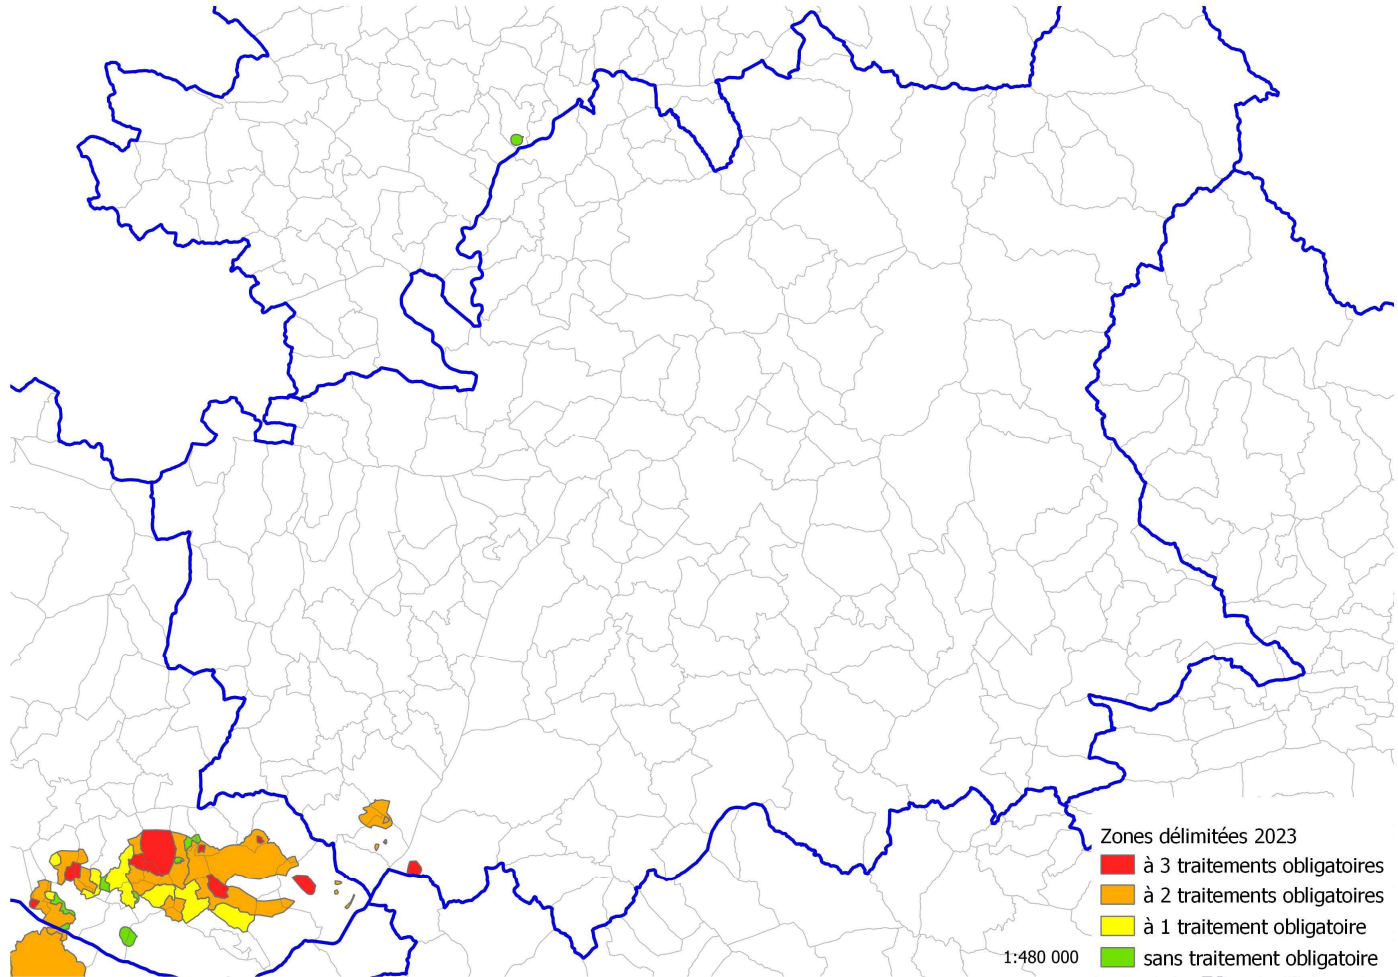 Zones délimitées 2023
à 3 traitements obligatoires
à 2 traitements obligatoires
à 1 traitement obligatoire
1:480 000
sans traitement obligatoire